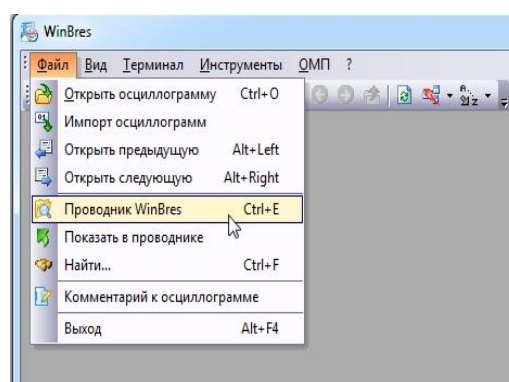 WinBres
Файл Вид Терминал Инструменты ОМП ?
Открыть осциллограмму Ctrl+O
Импорт осциллограмм
Открыть предыдущую Alt+Left
Открыть следующую Alt+Right
Проводник WinBres Ctrl+E
Показать в проводнике
Найти... Ctrl+F
Комментарий к осциллограмме
Выход Alt+F4